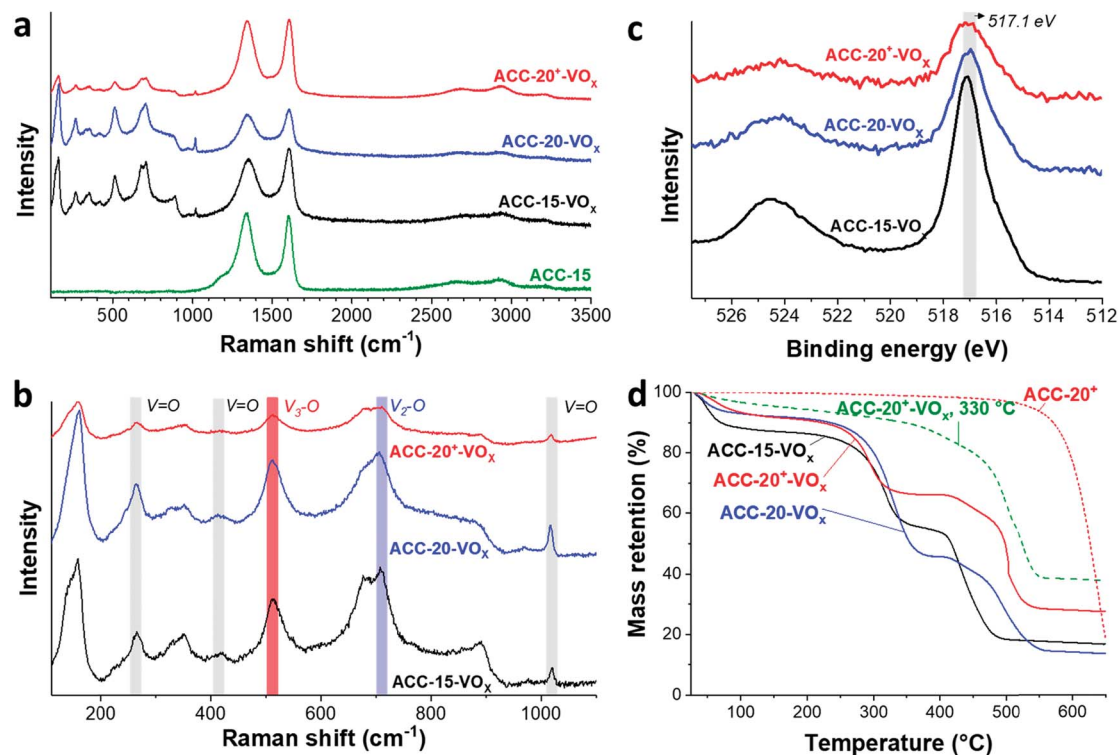 a
ACC-20⁺-VOₓ
ACC-20-VOₓ
ACC-15-VOₓ
ACC-15
Intensity
500 1000 1500 2000 2500 3000 3500
Raman shift (cm⁻¹)
b
V=O V=O V₃-O V₂-O V=O
ACC-20⁺-VOₓ
ACC-20-VOₓ
ACC-15-VOₓ
Intensity
200 400 600 800 1000
Raman shift (cm⁻¹)
c
517.1 eV
ACC-20⁺-VOₓ
ACC-20-VOₓ
ACC-15-VOₓ
Intensity
526 524 522 520 518 516 514 512
Binding energy (eV)
d
ACC-20⁺
ACC-20⁺-VOₓ, 330 °C
ACC-15-VOₓ
ACC-20⁺-VOₓ
ACC-20-VOₓ
Mass retention (%)
100
80
60
40
20
0
100 200 300 400 500 600
Temperature (°C)